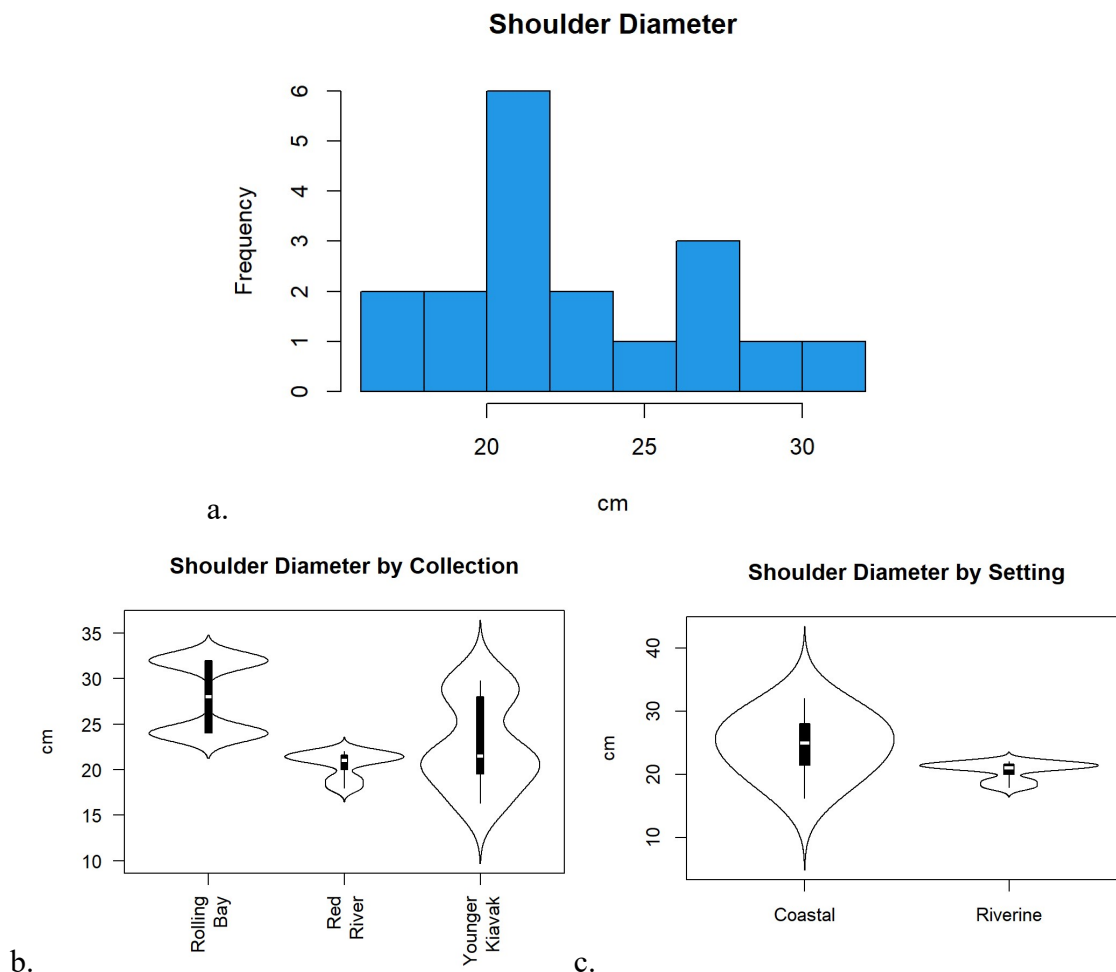 Shoulder Diameter
6
5
4
3
2
1
0
Frequency
20 25 30
cm
a.
Shoulder Diameter by Collection
35
30
25
20
15
10
cm
Rolling
Bay
Red
River
Younger
Kiavak
b.
Shoulder Diameter by Setting
40
30
20
10
cm
Coastal Riverine
c.